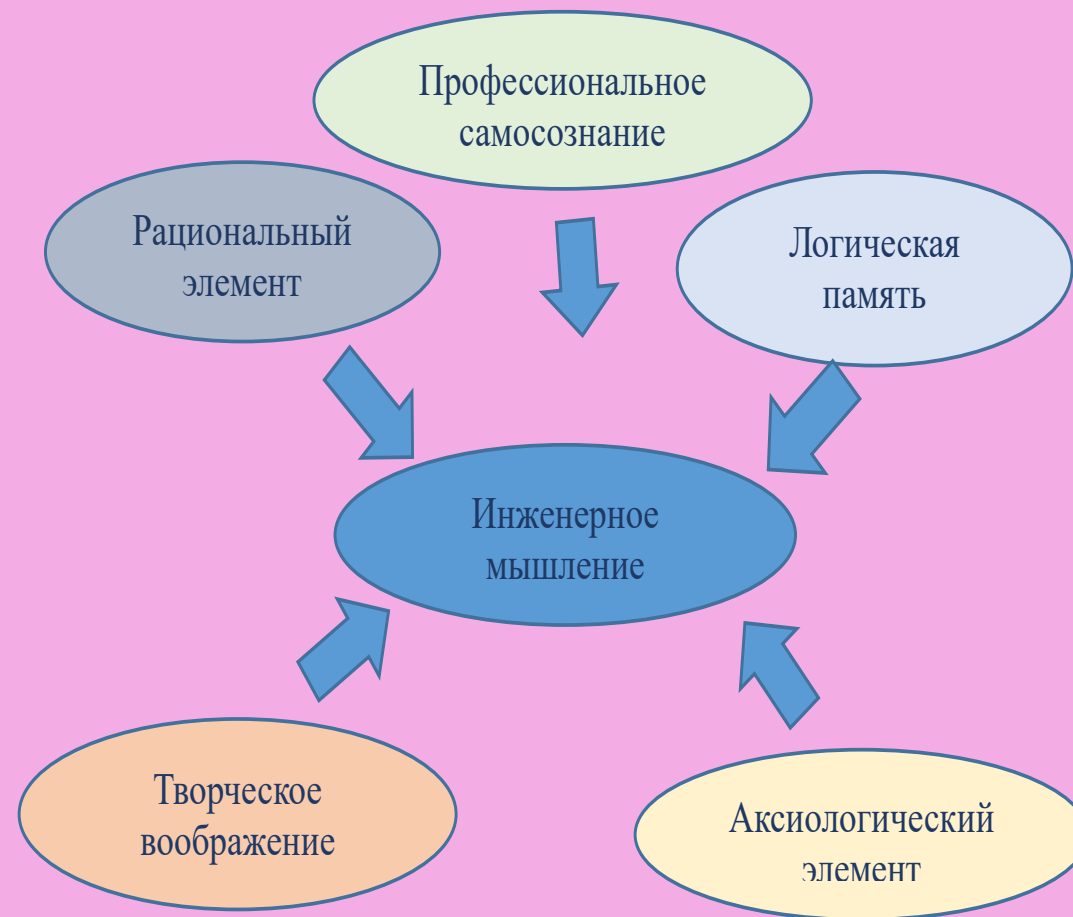 Профессиональное
самосознание
Рациональный
элемент
Логическая
память
Инженерное
мышление
Творческое
воображение
Аксиологический
элемент